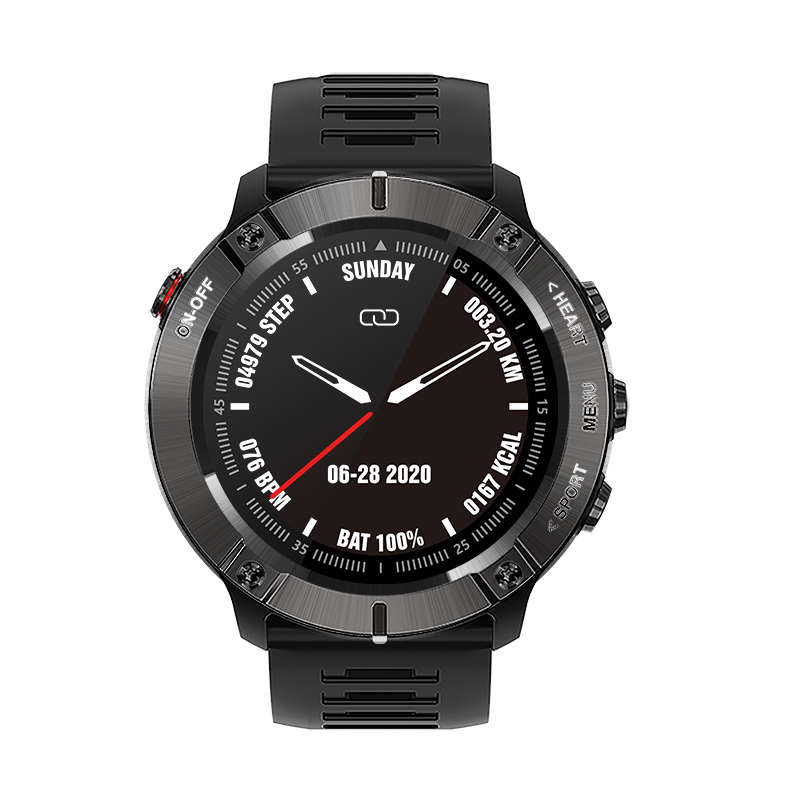 SUNDAY
55
05
04979 STEP
003.20 KM
ON-OFF
<HEART
45
15
MENU
076 BPM
06-28 2020
0167 KCAL
SPORT
BAT 100%
35
25